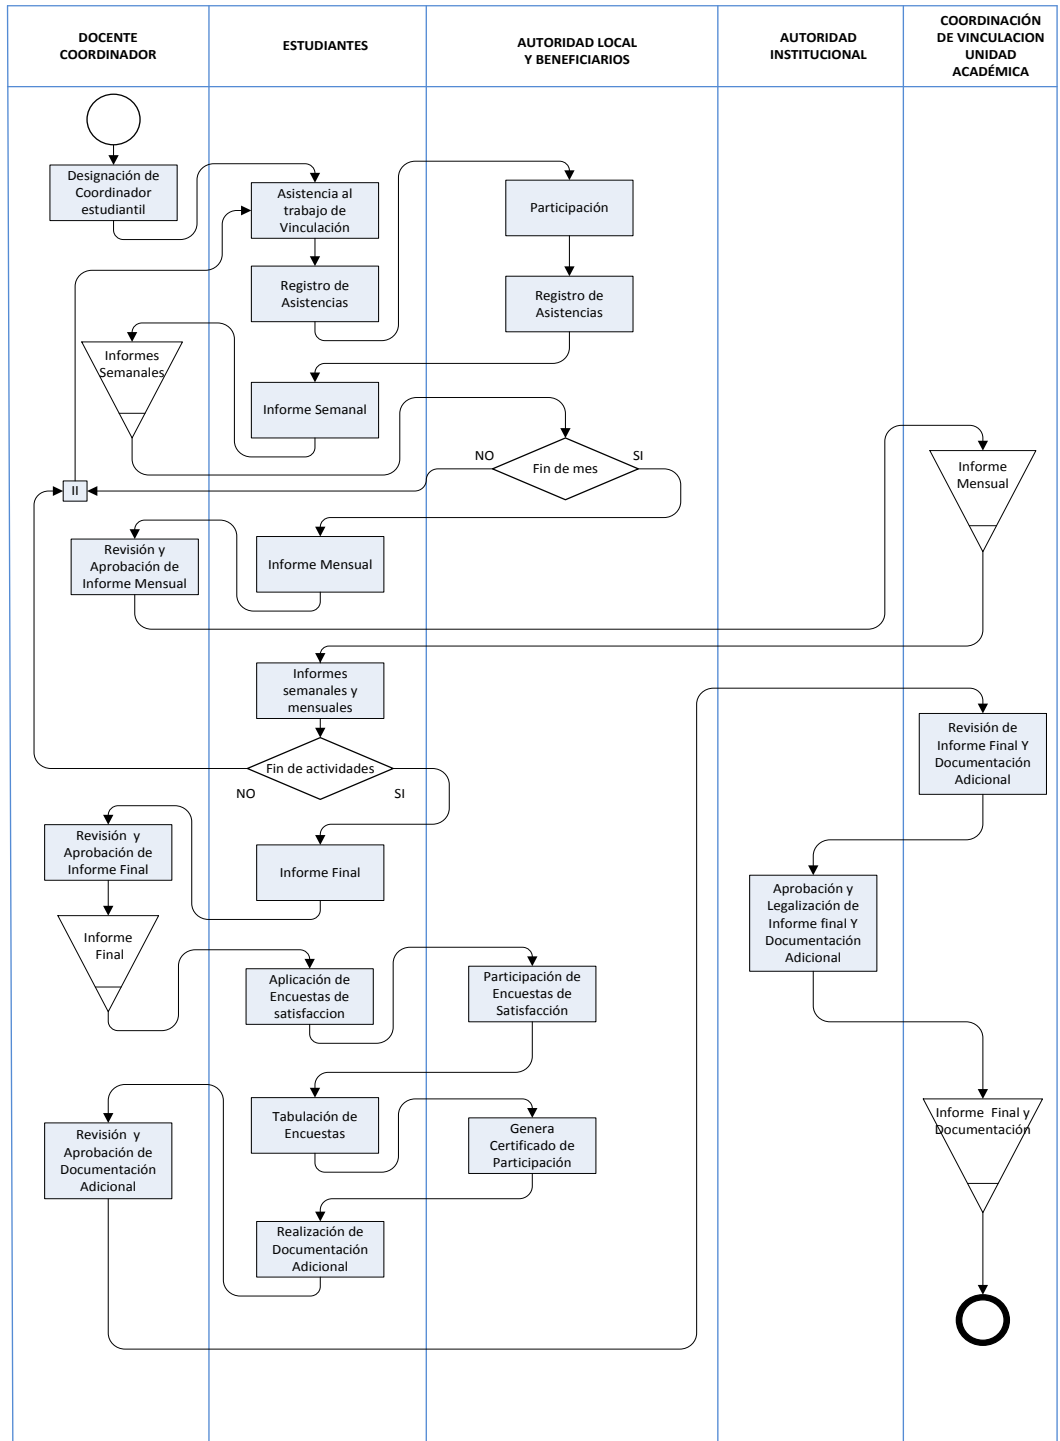 DOCENTE
COORDINADOR
ESTUDIANTES
AUTORIDAD LOCAL
Y BENEFICIARIOS
AUTORIDAD
INSTITUCIONAL
COORDINACIÓN
DE VINCULACION
UNIDAD
ACADÉMICA
Designación de
Coordinador
estudiantil
Asistencia al
trabajo de
Vinculación
Participación
Registro de
Asistencias
Registro de
Asistencias
Informes
Semanales
Informe Semanal
NO
Fin de mes
SI
Informe
Mensual
II
Revisión y
Aprobación de
Informe Mensual
Informe Mensual
Informes
semanales y
mensuales
Revisión de
Informe Final Y
Documentación
Adicional
Fin de actividades
NO
SI
Revisión y
Aprobación de
Informe Final
Informe Final
Aprobación y
Legalización de
Informe final Y
Documentación
Adicional
Informe
Final
Aplicación de
Encuestas de
satisfaccion
Participación de
Encuestas de
Satisfacción
Tabulación de
Encuestas
Genera
Certificado de
Participación
Informe Final y
Documentación
Revisión y
Aprobación de
Documentación
Adicional
Realización de
Documentación
Adicional